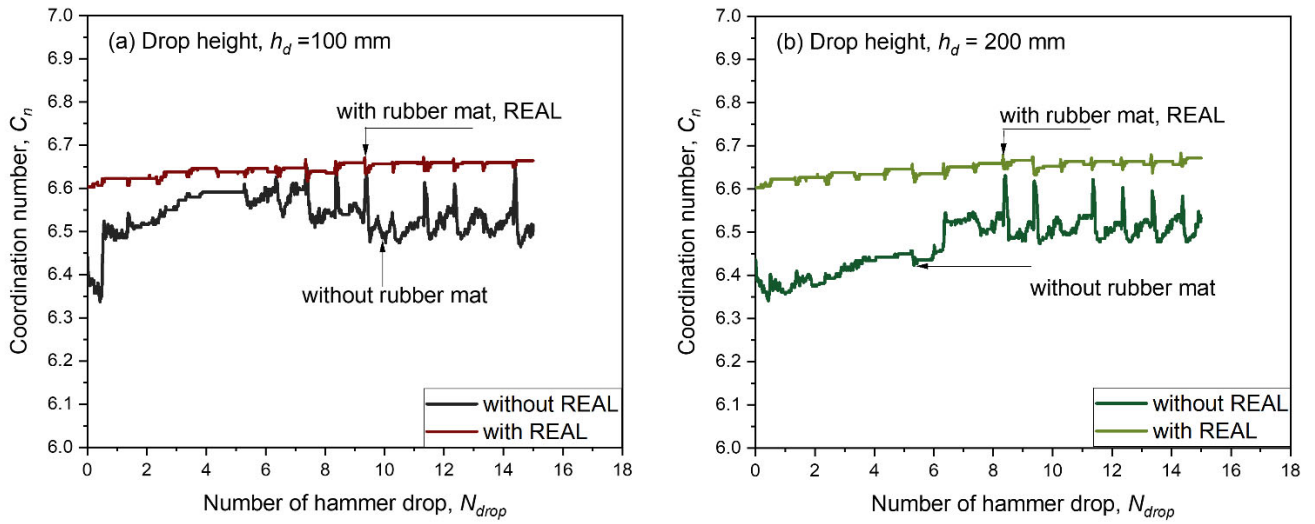 (a) Drop height, h_d =100 mm
Coordination number, C_n
7.0
6.9
6.8
6.7
6.6
6.5
6.4
6.3
6.2
6.1
6.0
with rubber mat, REAL
without rubber mat
without REAL
with REAL
0 2 4 6 8 10 12 14 16 18
Number of hammer drop, N_drop
(b) Drop height, h_d = 200 mm
Coordination number, C_n
7.0
6.9
6.8
6.7
6.6
6.5
6.4
6.3
6.2
6.1
6.0
with rubber mat, REAL
without rubber mat
without REAL
with REAL
0 2 4 6 8 10 12 14 16 18
Number of hammer drop, N_drop